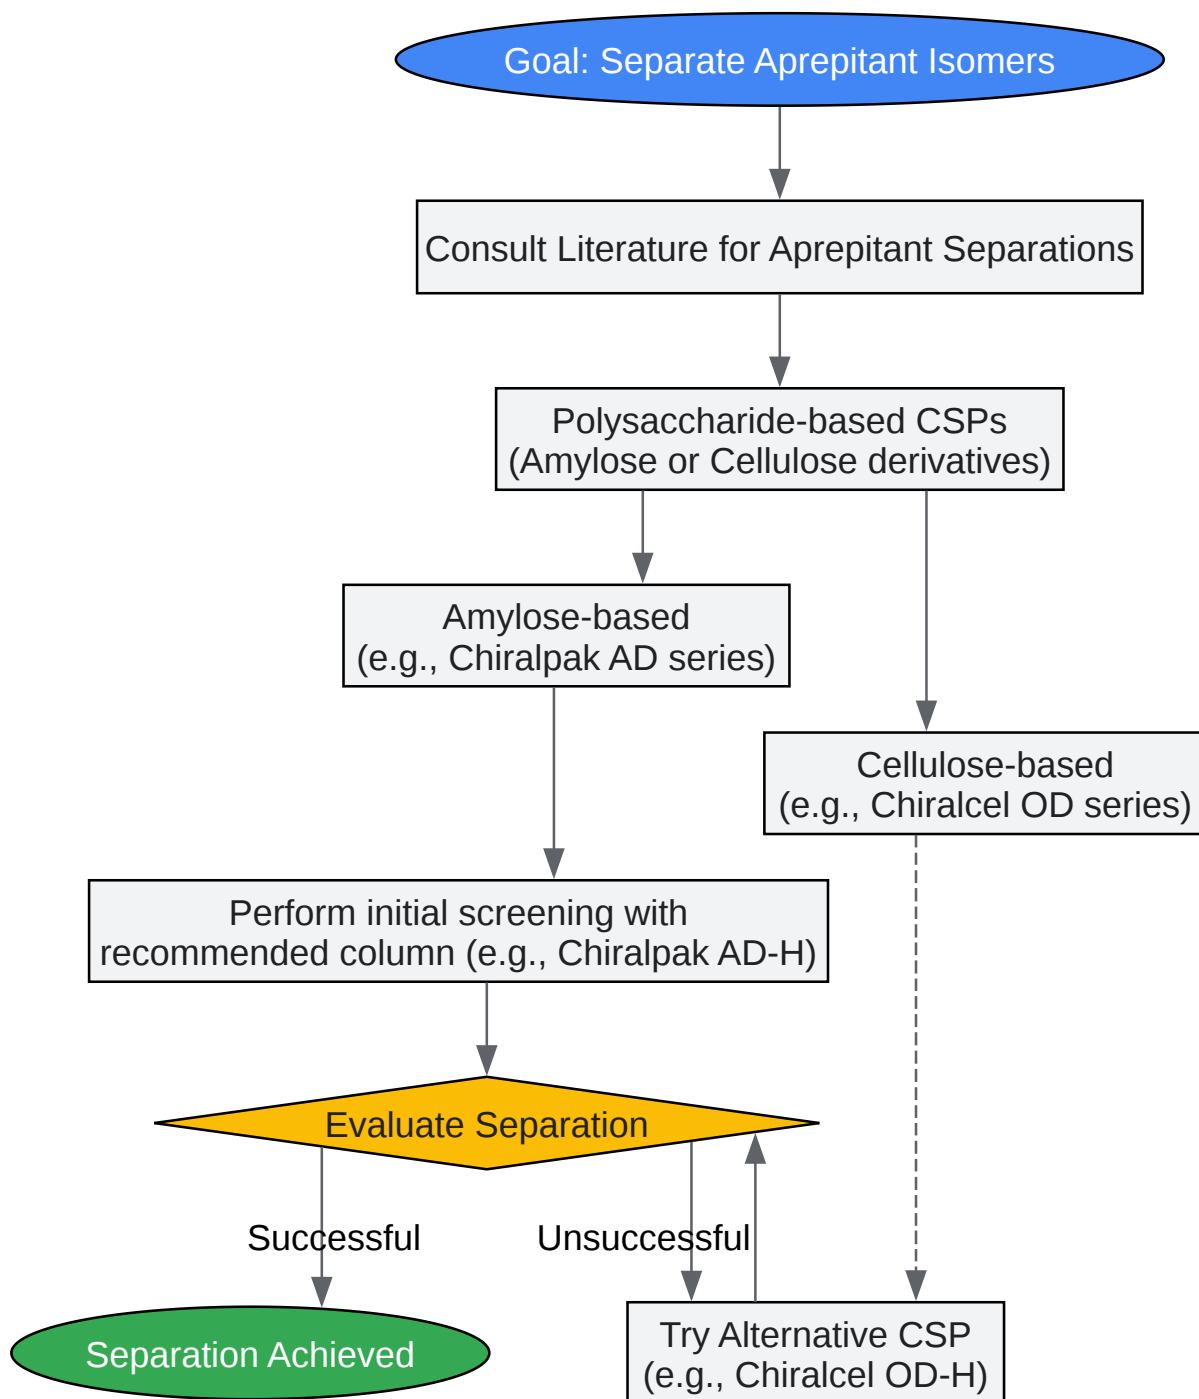 Goal: Separate Aprepitant Isomers
Consult Literature for Aprepitant Separations
Polysaccharide-based CSPs
(Amylose or Cellulose derivatives)
Amylose-based
(e.g., Chiralpak AD series)
Cellulose-based
(e.g., Chiralcel OD series)
Perform initial screening with
recommended column (e.g., Chiralpak AD-H)
Evaluate Separation
Successful
Unsuccessful
Separation Achieved
Try Alternative CSP
(e.g., Chiralcel OD-H)